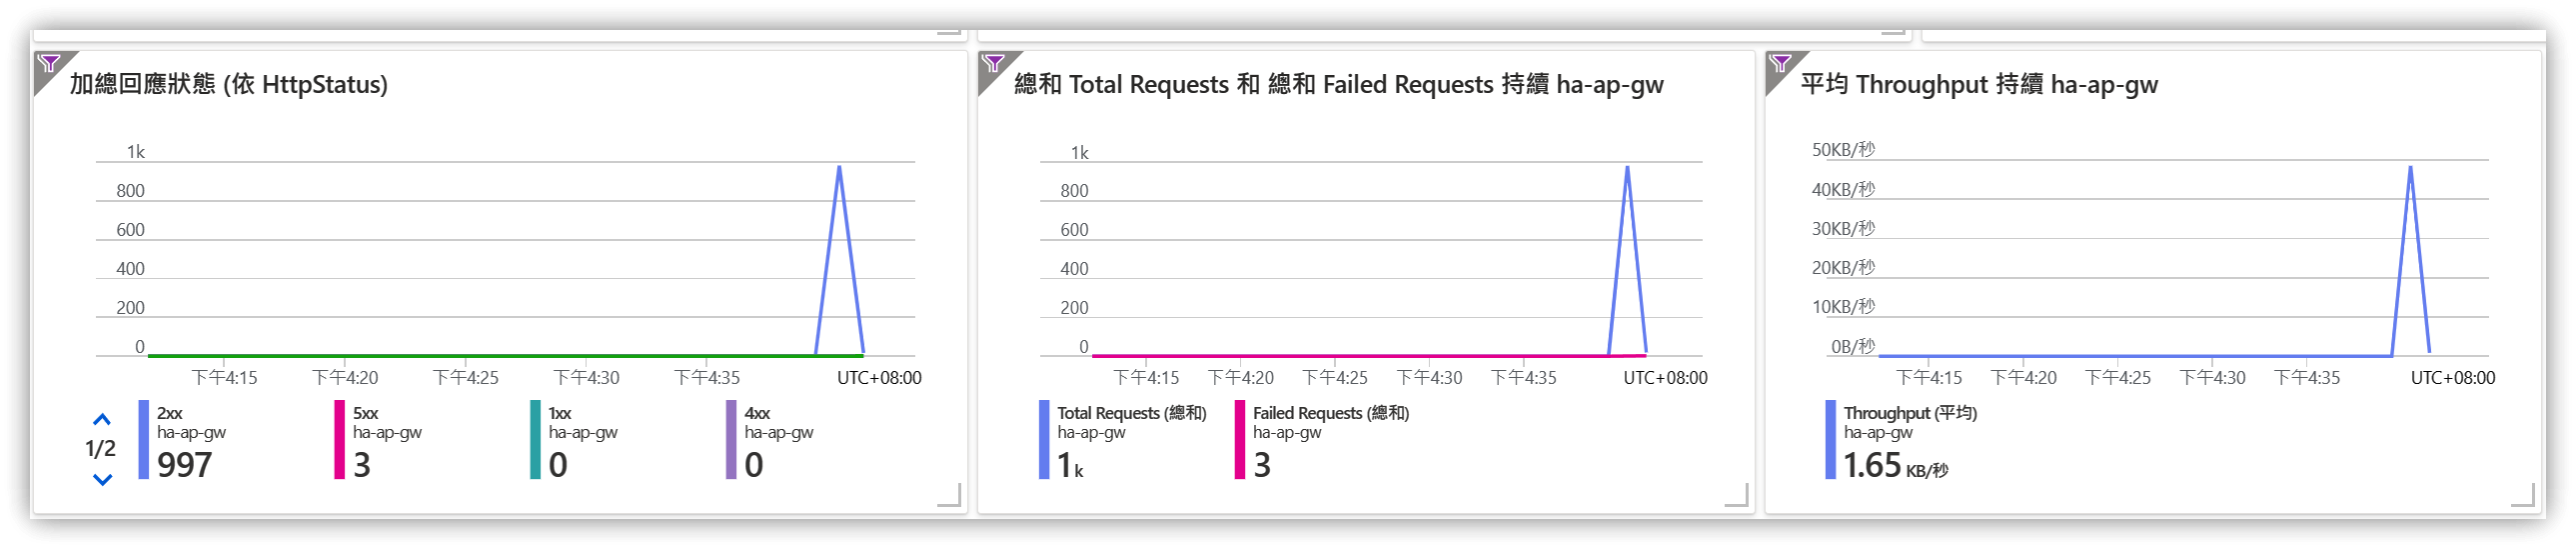 加總回應狀態 (依 HttpStatus)
1k
800
600
400
200
0
下午4:15
下午4:20
下午4:25
下午4:30
下午4:35
UTC+08:00
1/2
2xx
ha-ap-gw
997
5xx
ha-ap-gw
3
1xx
ha-ap-gw
0
4xx
ha-ap-gw
0
總和 Total Requests 和 總和 Failed Requests 持續 ha-ap-gw
1k
800
600
400
200
0
下午4:15
下午4:20
下午4:25
下午4:30
下午4:35
UTC+08:00
Total Requests (總和)
ha-ap-gw
1 k
Failed Requests (總和)
ha-ap-gw
3
平均 Throughput 持續 ha-ap-gw
50KB/秒
40KB/秒
30KB/秒
20KB/秒
10KB/秒
0B/秒
下午4:15
下午4:20
下午4:25
下午4:30
下午4:35
UTC+08:00
Throughput (平均)
ha-ap-gw
1.65 KB/秒